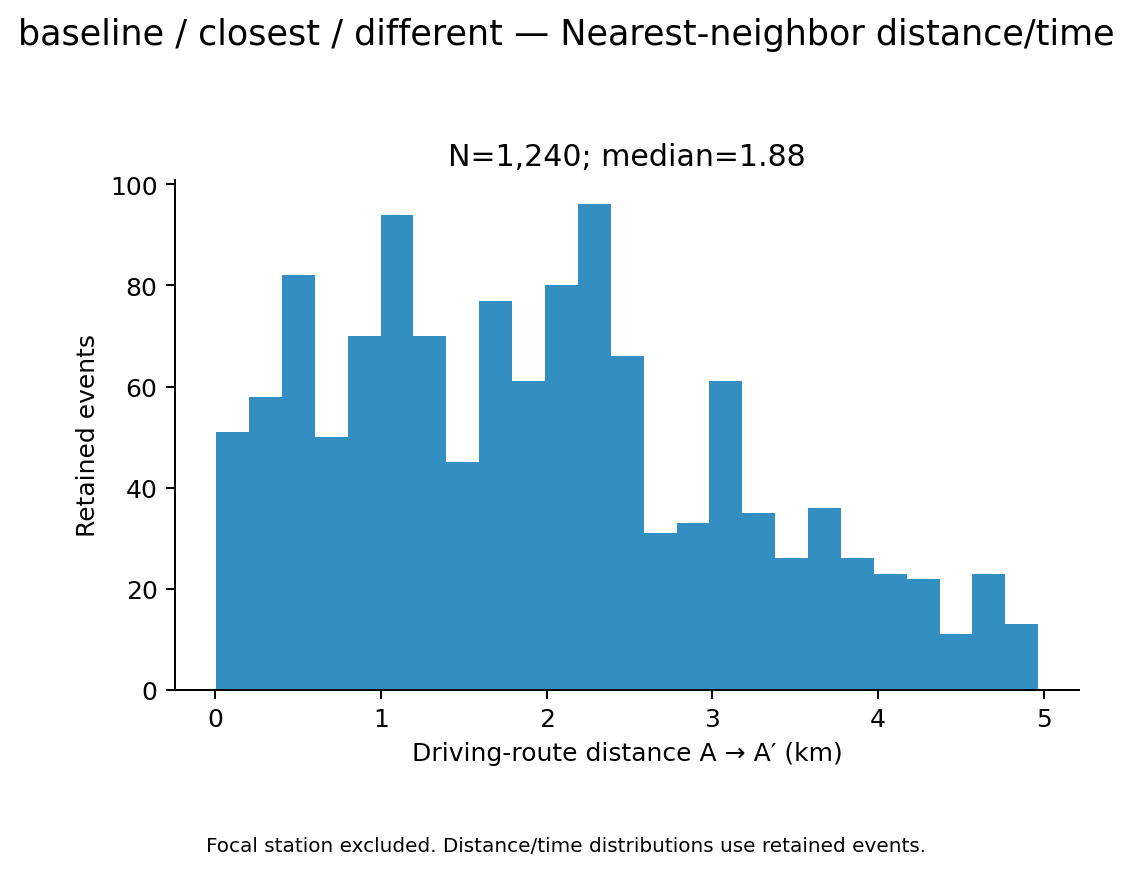 baseline / closest / different — Nearest-neighbor distance/time
N=1,240; median=1.88
100
80
60
40
20
0
Retained events
0 1 2 3 4 5
Driving-route distance A → A′ (km)
Focal station excluded. Distance/time distributions use retained events.